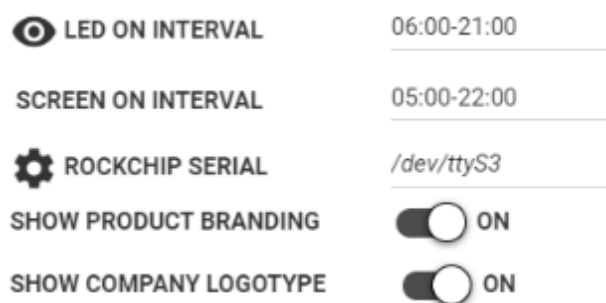 LED ON INTERVAL 06:00-21:00
SCREEN ON INTERVAL 05:00-22:00
ROCKCHIP SERIAL /dev/ttyS3
SHOW PRODUCT BRANDING ON
SHOW COMPANY LOGOTYPE ON